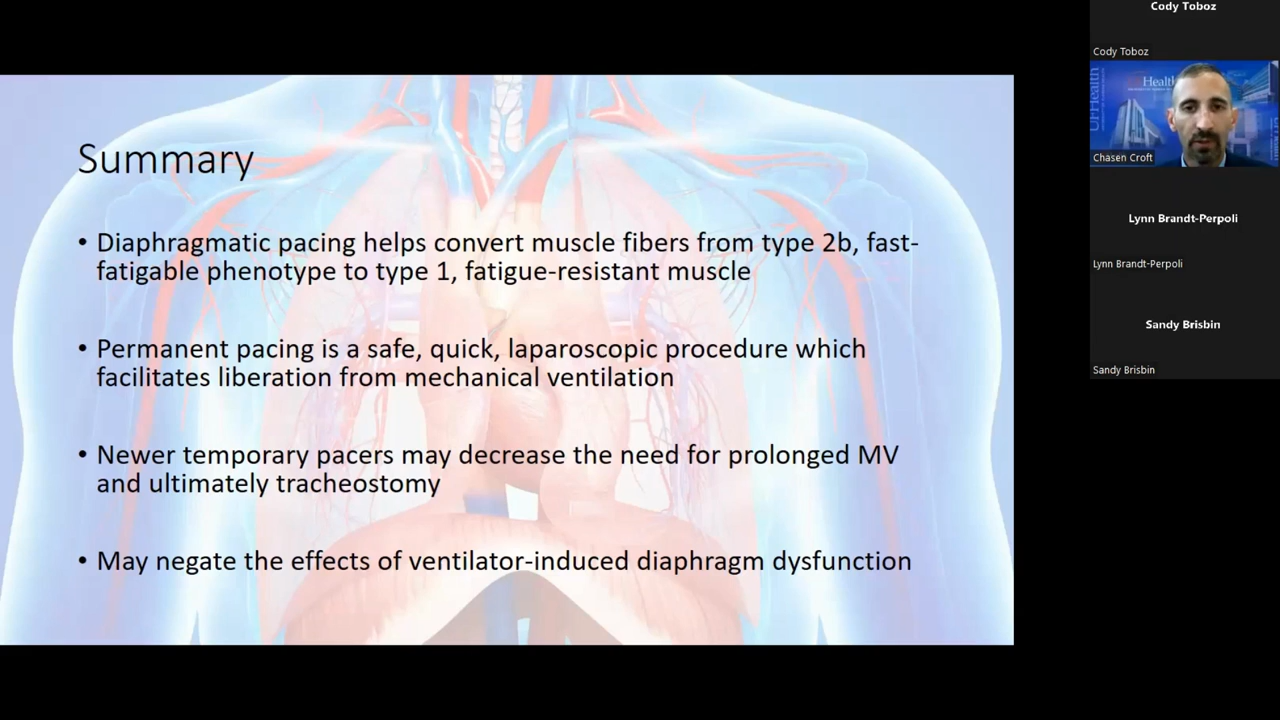 Summary
• Diaphragmatic pacing helps convert muscle fibers from type 2b, fast-
fatigable phenotype to type 1, fatigue-resistant muscle
• Permanent pacing is a safe, quick, laparoscopic procedure which
facilitates liberation from mechanical ventilation
• Newer temporary pacers may decrease the need for prolonged MV
and ultimately tracheostomy
• May negate the effects of ventilator-induced diaphragm dysfunction
Cody Toboz
Cody Toboz
Health
UFHealth
Chasen Croft
Lynn Brandt-Perpoli
Lynn Brandt-Perpoli
Sandy Brisbin
Sandy Brisbin